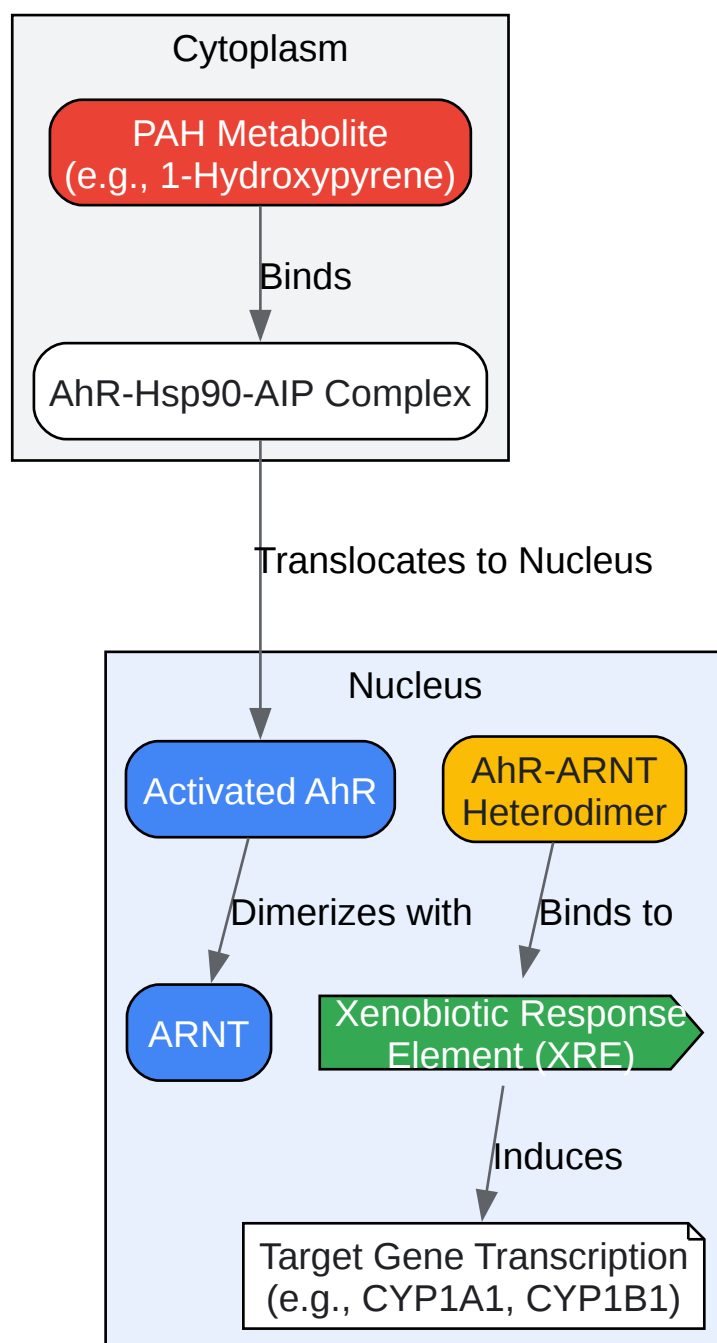 Cytoplasm
PAH Metabolite
(e.g., 1-Hydroxypyrene)
Binds
AhR-Hsp90-AIP Complex
Translocates to Nucleus
Nucleus
Activated AhR
AhR-ARNT
Heterodimer
Dimerizes with
Binds to
ARNT
Xenobiotic Response
Element (XRE)
Induces
Target Gene Transcription
(e.g., CYP1A1, CYP1B1)